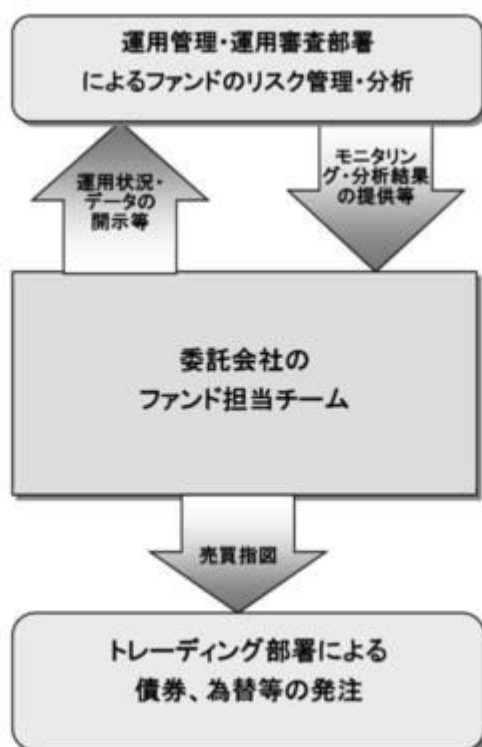 運用管理・運用審査部署
によるファンドのリスク管理・分析
運用状況・
データの
開示等
モニタリン
グ・分析結果
の提供等
委託会社の
ファンド担当チーム
売買指図
トレーディング部署による
債券、為替等の発注